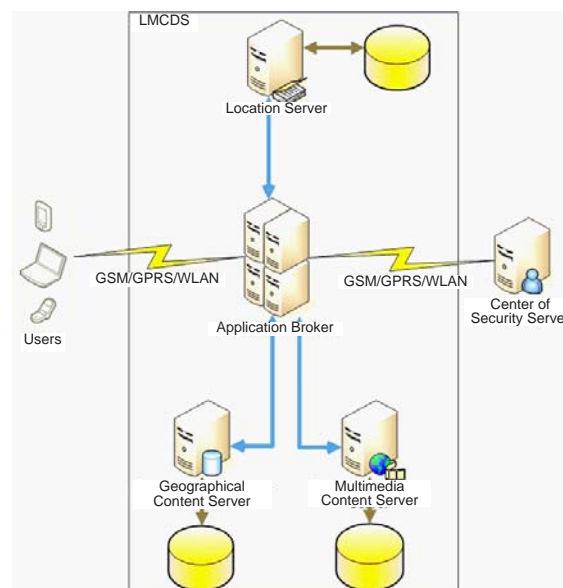 LMCDS
Location Server
GSM/GPRS/WLAN
GSM/GPRS/WLAN
Users
Application Broker
Center of
Security Serve
Geographical
Content Server
Multimedia
Content Server